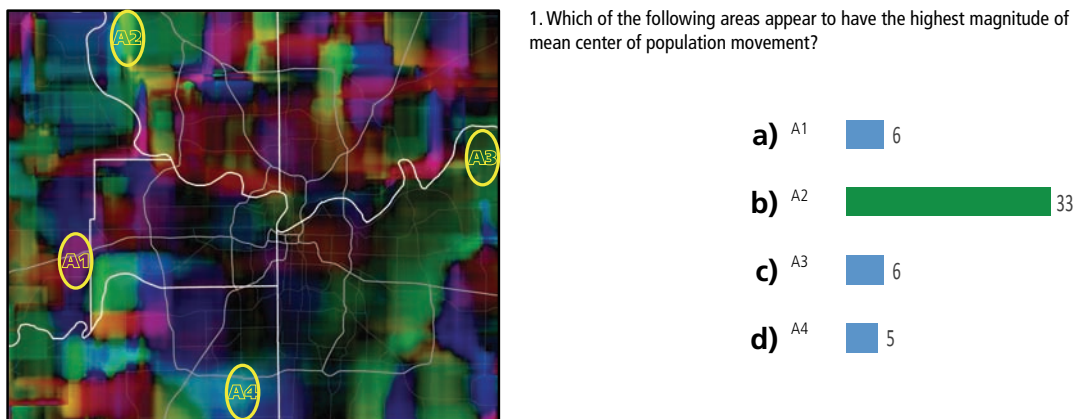 1. Which of the following areas appear to have the highest magnitude of
mean center of population movement?
A2
A3
A1
A4
a) A1 6
b) A2 33
c) A3 6
d) A4 5